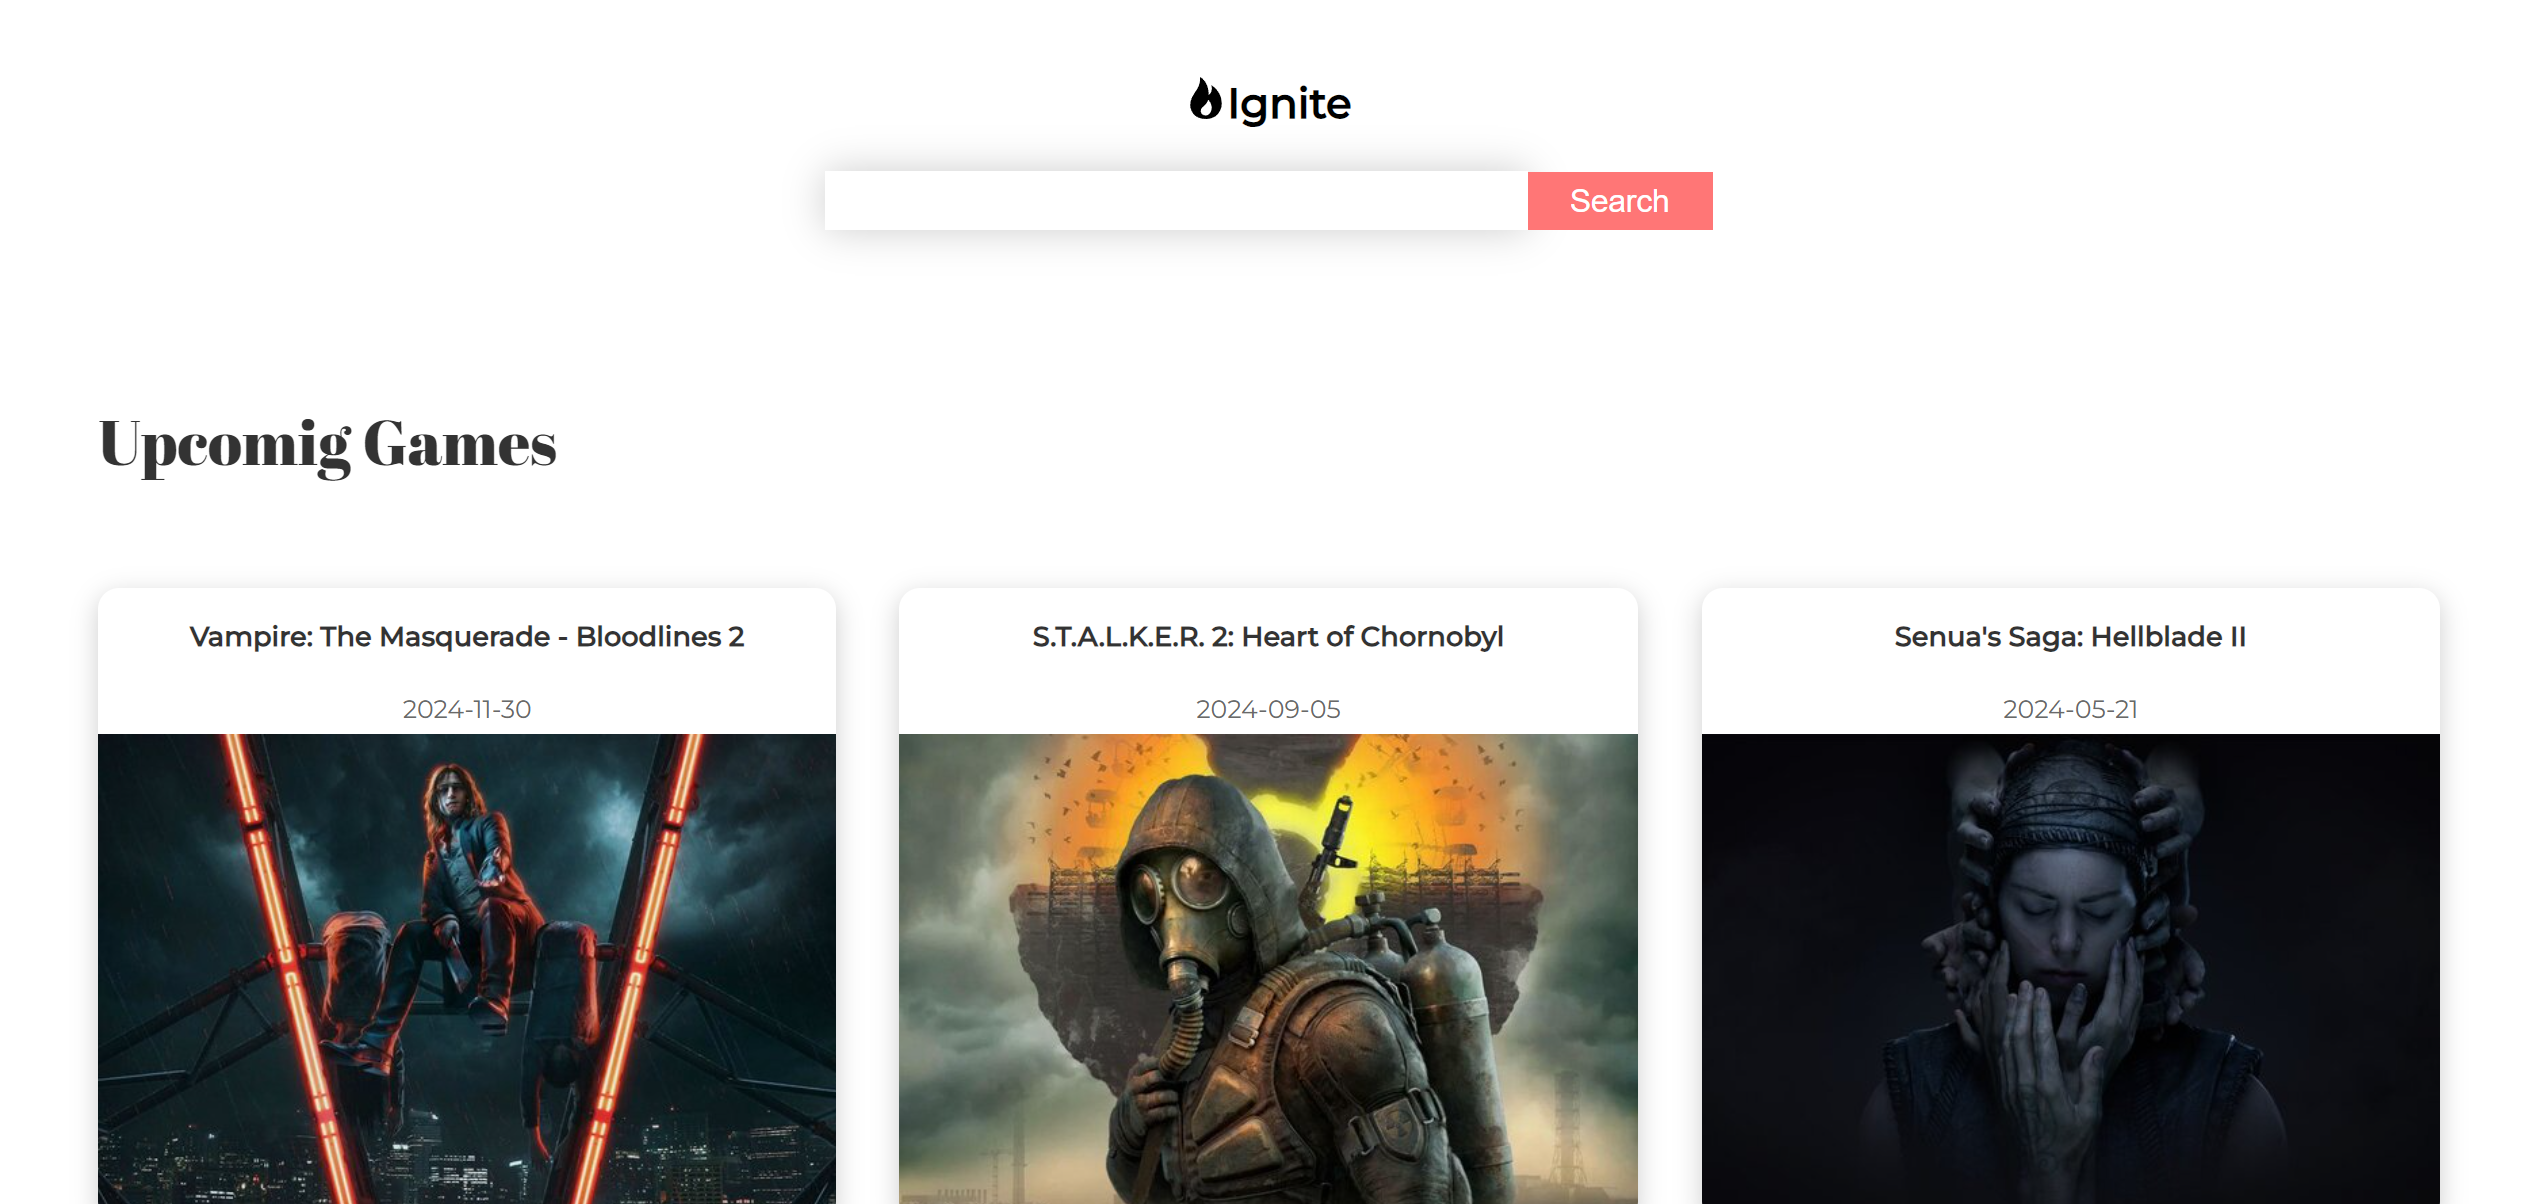 Ignite
Search
Upcomig Games
Vampire: The Masquerade - Bloodlines 2
2024-11-30
S.T.A.L.K.E.R. 2: Heart of Chornobyl
2024-09-05
Senua's Saga: Hellblade II
2024-05-21